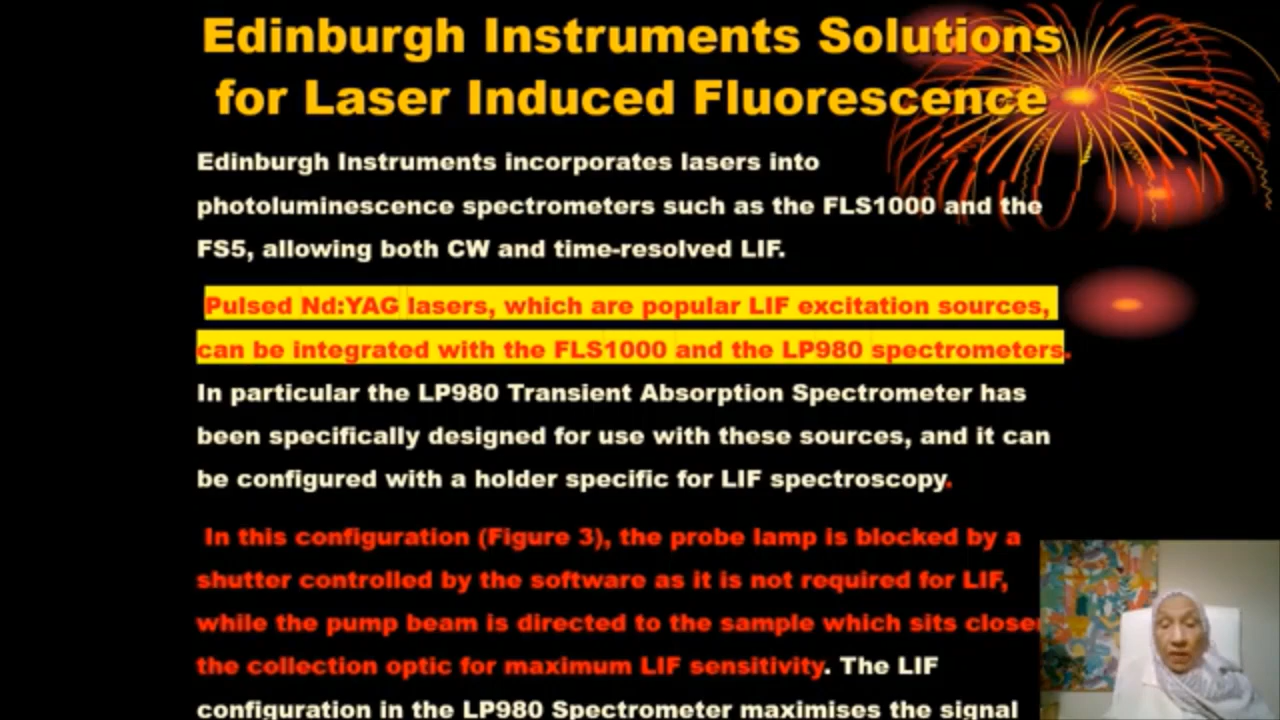 Edinburgh Instruments Solutions
for Laser Induced Fluorescence
Edinburgh Instruments incorporates lasers into
photoluminescence spectrometers such as the FLS1000 and the
FS5, allowing both CW and time-resolved LIF.
Pulsed Nd:YAG lasers, which are popular LIF excitation sources,
can be integrated with the FLS1000 and the LP980 spectrometers.
In particular the LP980 Transient Absorption Spectrometer has
been specifically designed for use with these sources, and it can
be configured with a holder specific for LIF spectroscopy.
In this configuration (Figure 3), the probe lamp is blocked by a
shutter controlled by the software as it is not required for LIF,
while the pump beam is directed to the sample which sits closer
the collection optic for maximum LIF sensitivity. The LIF
configuration in the LP980 Spectrometer maximises the signal